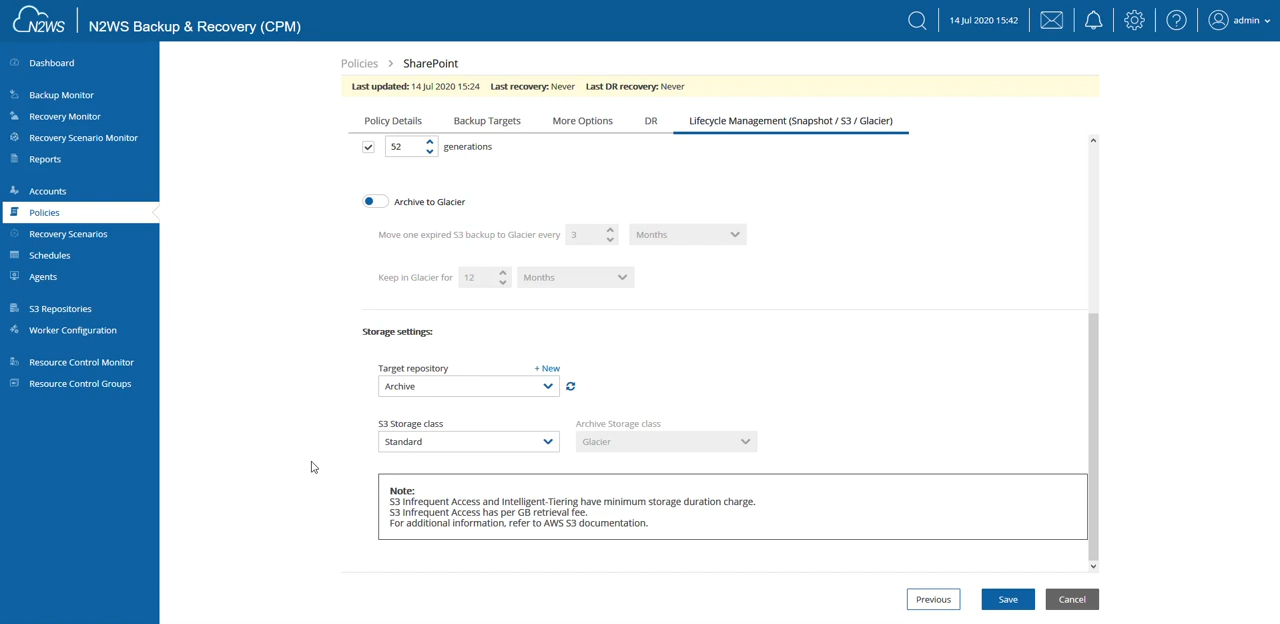 N2WS
N2WS Backup & Recovery (CPM)
14 Jul 2020 15:42
admin
Dashboard
Backup Monitor
Recovery Monitor
Recovery Scenario Monitor
Reports
Accounts
Policies
Recovery Scenarios
Schedules
Agents
S3 Repositories
Worker Configuration
Resource Control Monitor
Resource Control Groups
Policies > SharePoint
Last updated: 14 Jul 2020 15:24 Last recovery: Never Last DR recovery: Never
Policy Details Backup Targets More Options DR Lifecycle Management (Snapshot / S3 / Glacier)
52 generations
Archive to Glacier
Move one expired S3 backup to Glacier every 3 Months
Keep in Glacier for 12 Months
Storage settings:
Target repository + New
Archive
S3 Storage class Archive Storage class
Standard Glacier
Note:
S3 Infrequent Access and Intelligent-Tiering have minimum storage duration charge.
S3 Infrequent Access has per GB retrieval fee.
For additional information, refer to AWS S3 documentation.
Previous Save Cancel